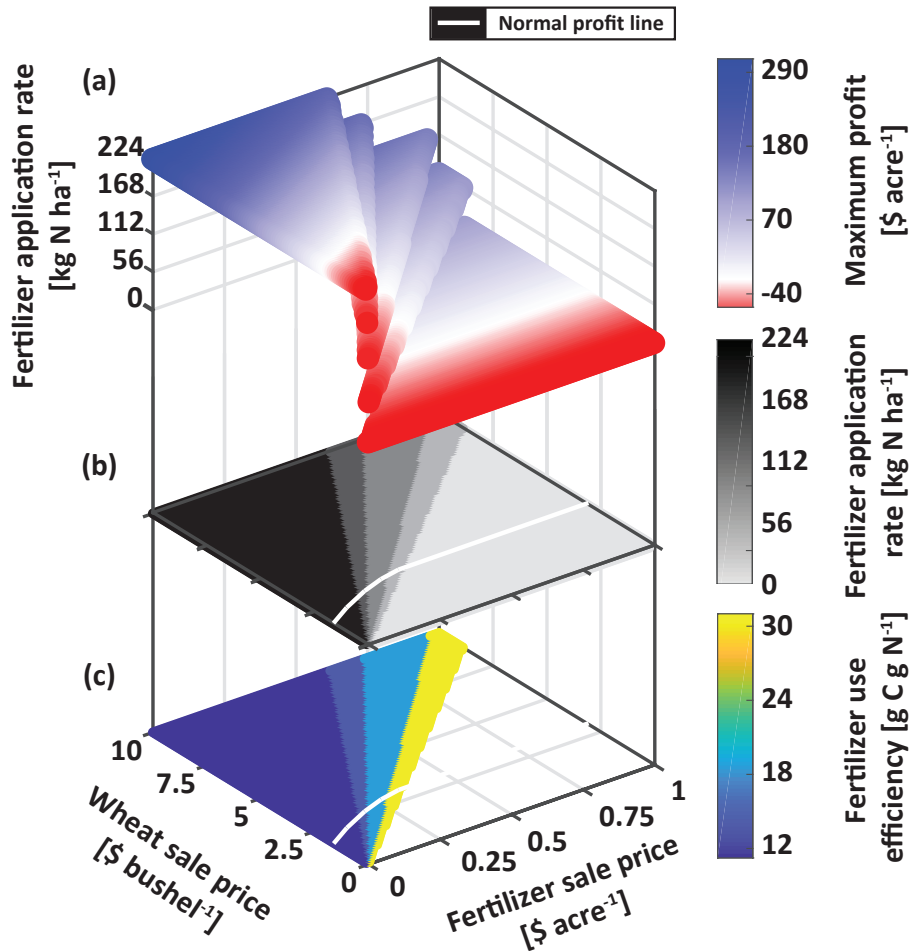 Normal profit line
(a)
Fertilizer application rate
[kg N ha-1]
224
168
112
56
0
290
180
70
-40
Maximum profit
[$ acre-1]
(b)
224
168
112
56
0
Fertilizer application
rate [kg N ha-1]
(c)
30
24
18
12
Fertilizer use
efficiency [g C g N-1]
10
7.5
5
2.5
0
Wheat sale price
[$ bushel-1]
0
0.25
0.5
0.75
1
Fertilizer sale price
[$ acre-1]